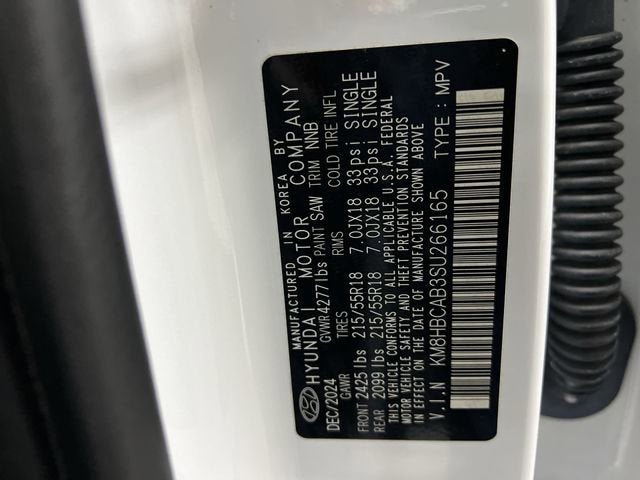 MANUFACTURED IN KOREA BY
HYUNDAI MOTOR COMPANY
DEC/2024 GVWR 4277 lbs PAINT SAW TRIM NNB
GAWR TIRES RIMS COLD TIRE INFL
FRONT 2425 lbs 215/55R18 7.0JX18 33psi SINGLE
REAR 2099 lbs 215/55R18 7.0JX18 33psi SINGLE
THIS VEHICLE CONFORMS TO ALL APPLICABLE U.S.A. FEDERAL
MOTOR VEHICLE SAFETY AND THEFT PREVENTION STANDARDS
IN EFFECT ON THE DATE OF MANUFACTURE SHOWN ABOVE
V.I.N KM8HBCAB3SU266165 TYPE : MPV